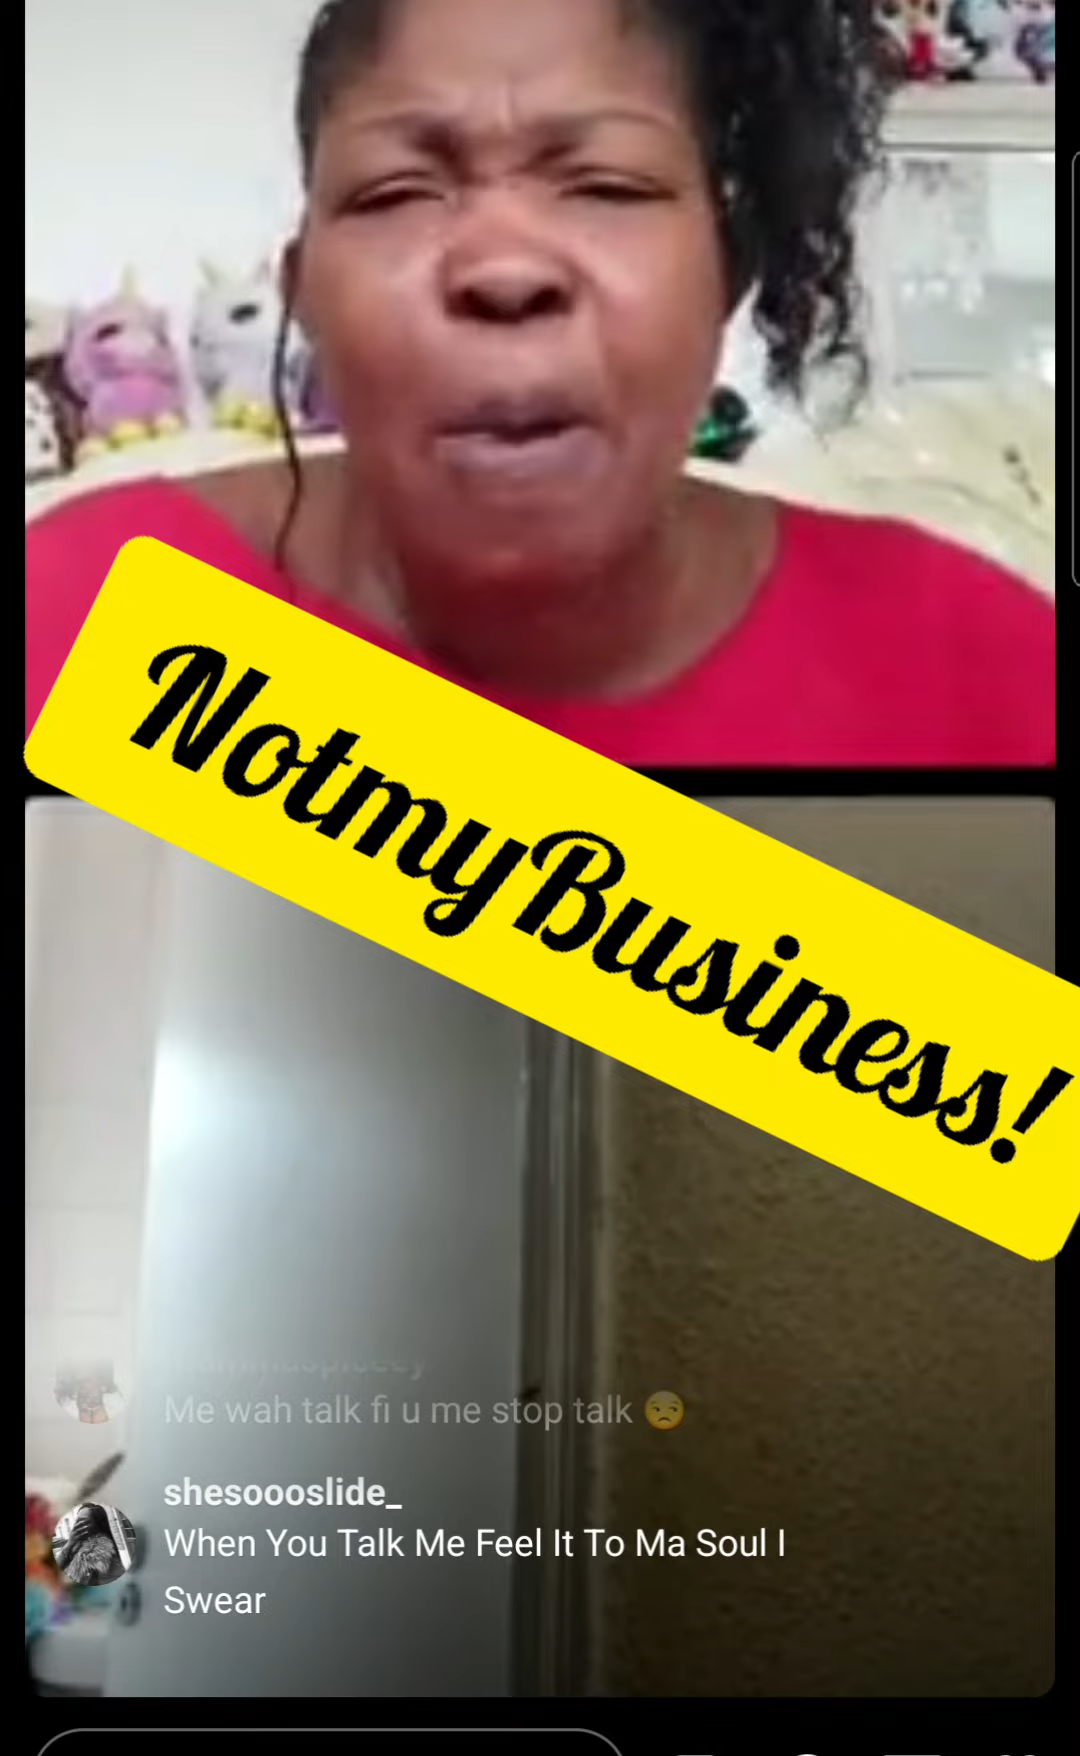 NotmyBusiness!
Me wah talk fi u me stop talk 😒
shesoooslide_
When You Talk Me Feel It To Ma Soul I
Swear